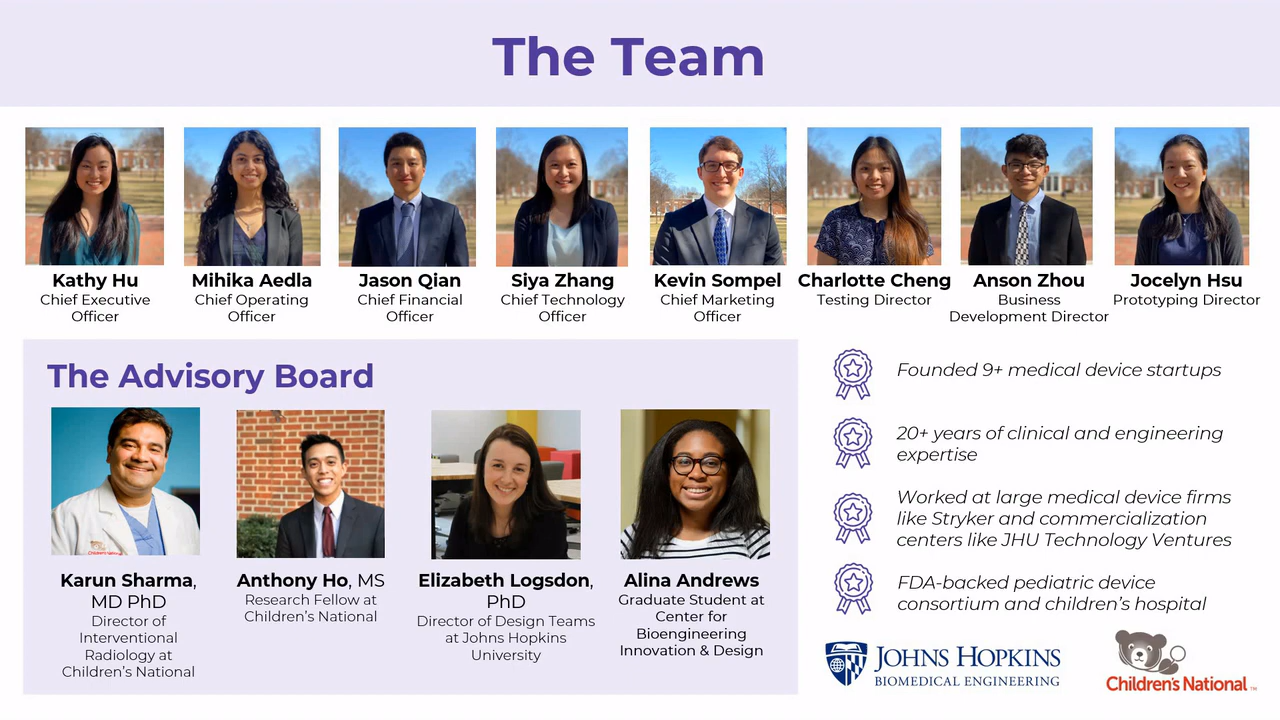 The Team
Kathy Hu
Chief Executive
Officer
Mihika Aedla
Chief Operating
Officer
Jason Qian
Chief Financial
Officer
Siya Zhang
Chief Technology
Officer
Kevin Sompel
Chief Marketing
Officer
Charlotte Cheng
Testing Director
Anson Zhou
Business
Development Director
Jocelyn Hsu
Prototyping Director
The Advisory Board
Karun Sharma,
MD PhD
Director of
Interventional
Radiology at
Children's National
Anthony Ho, MS
Research Fellow at
Children's National
Elizabeth Logsdon,
PhD
Director of Design Teams
at Johns Hopkins
University
Alina Andrews
Graduate Student at
Center for
Bioengineering
Innovation & Design
Founded 9+ medical device startups
20+ years of clinical and engineering
expertise
Worked at large medical device firms
like Stryker and commercialization
centers like JHU Technology Ventures
FDA-backed pediatric device
consortium and children's hospital
JOHNS HOPKINS
BIOMEDICAL ENGINEERING
Children's National ™